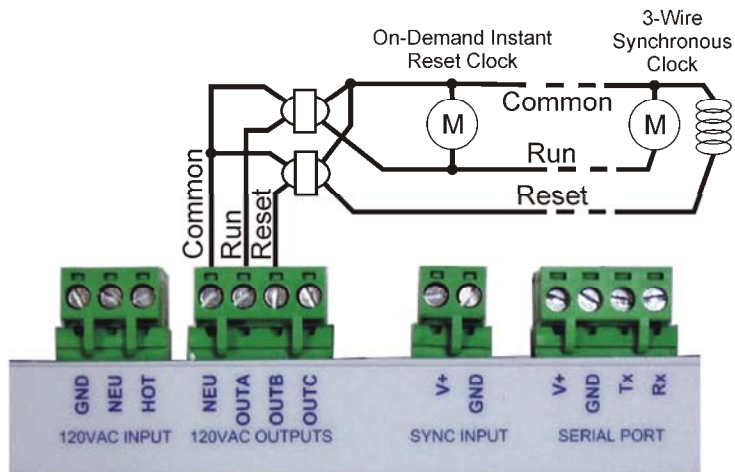 3-Wire
Synchronous
Clock
On-Demand Instant
Reset Clock
Common
M
M
Run
Reset
Common
Run
Reset
GND
NEU
HOT
NEU
OUTA
OUTB
OUTC
V+
GND
V+
GND
Tx
Rx
120VAC INPUT
120VAC OUTPUTS
SYNC INPUT
SERIAL PORT